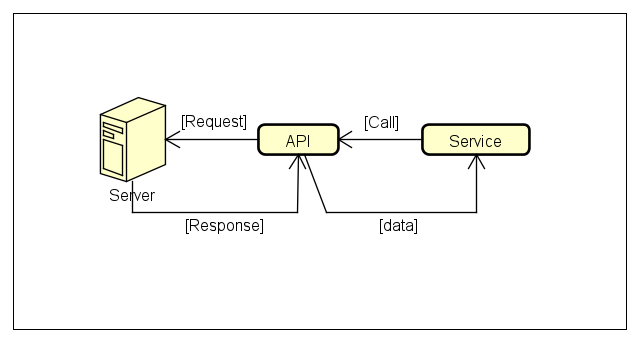 [Request]
[Call]
API
Service
Server
[Response]
[data]